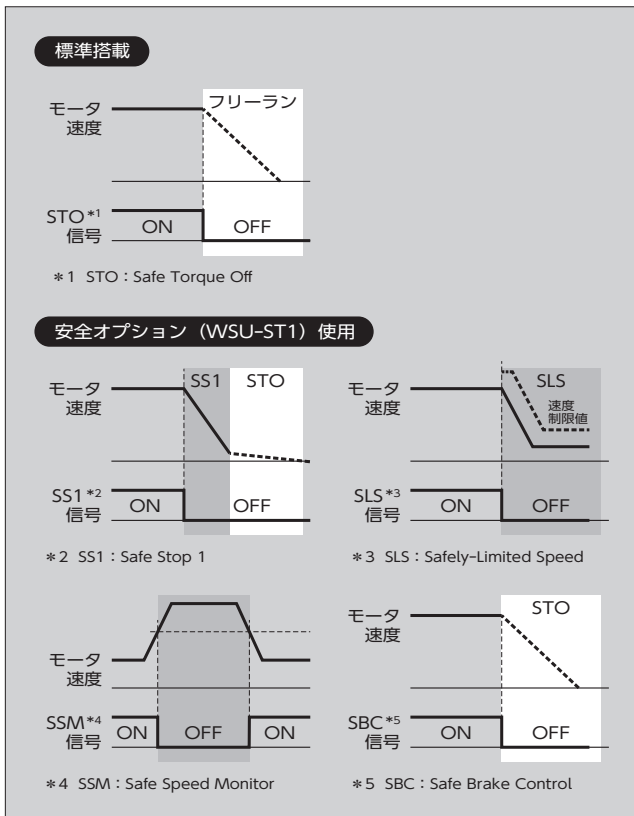 標準搭載
フリーラン
モータ
速度
STO*1
信号
ON
OFF
*1 STO：Safe Torque Off
安全オプション（WSU-ST1）使用
SS1
STO
モータ
速度
SS1*2
信号
ON
OFF
*2 SS1：Safe Stop 1
SLS
モータ
速度
速度
制限値
SLS*3
信号
ON
OFF
*3 SLS：Safely-Limited Speed
モータ
速度
SSM*4
信号
ON
OFF
ON
*4 SSM：Safe Speed Monitor
STO
モータ
速度
SBC*5
信号
ON
OFF
*5 SBC：Safe Brake Control